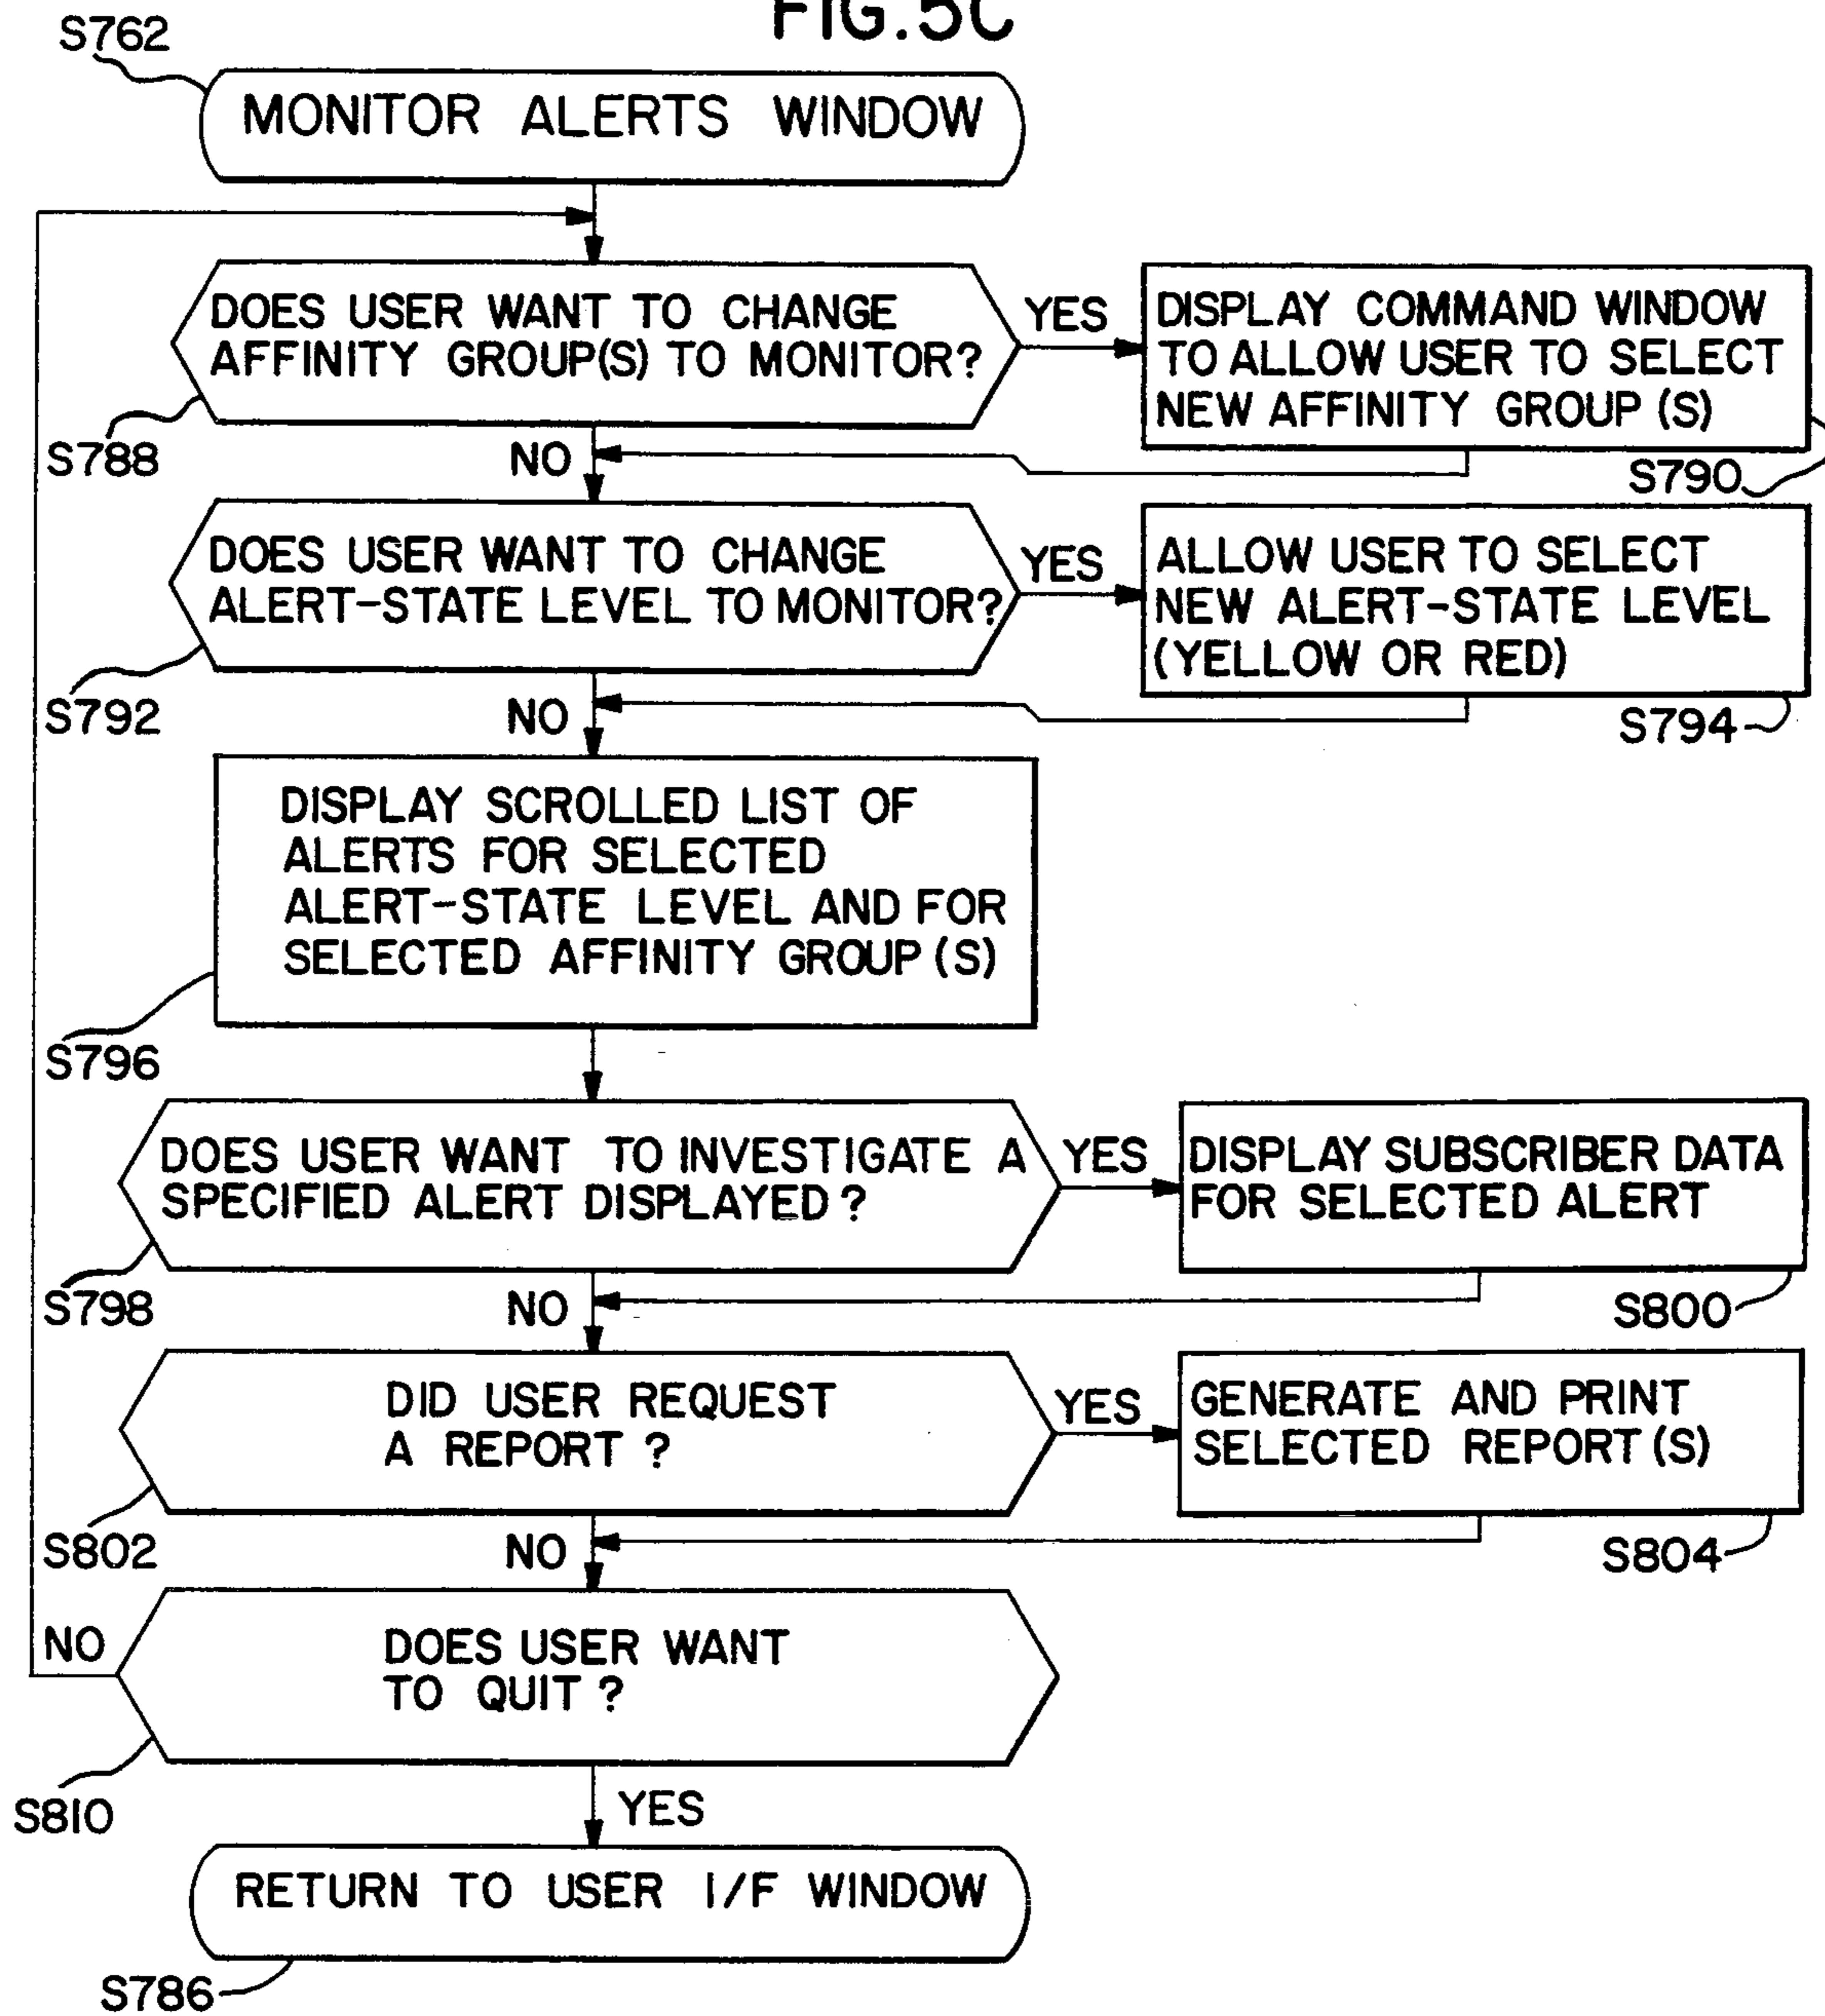 FIG.5C
S762
MONITOR ALERTS WINDOW
DOES USER WANT TO CHANGE
AFFINITY GROUP(S) TO MONITOR?
YES
DISPLAY COMMAND WINDOW
TO ALLOW USER TO SELECT
NEW AFFINITY GROUP (S)
S788
NO
S790
DOES USER WANT TO CHANGE
ALERT-STATE LEVEL TO MONITOR?
YES
ALLOW USER TO SELECT
NEW ALERT-STATE LEVEL
(YELLOW OR RED)
S792
NO
S794
DISPLAY SCROLLED LIST OF
ALERTS FOR SELECTED
ALERT-STATE LEVEL AND FOR
SELECTED AFFINITY GROUP (S)
S796
DOES USER WANT TO INVESTIGATE A
SPECIFIED ALERT DISPLAYED ?
YES
DISPLAY SUBSCRIBER DATA
FOR SELECTED ALERT
S798
NO
S800
DID USER REQUEST
A REPORT ?
YES
GENERATE AND PRINT
SELECTED REPORT (S)
S802
NO
S804
NO
DOES USER WANT
TO QUIT ?
S810
YES
RETURN TO USER I/F WINDOW
S786